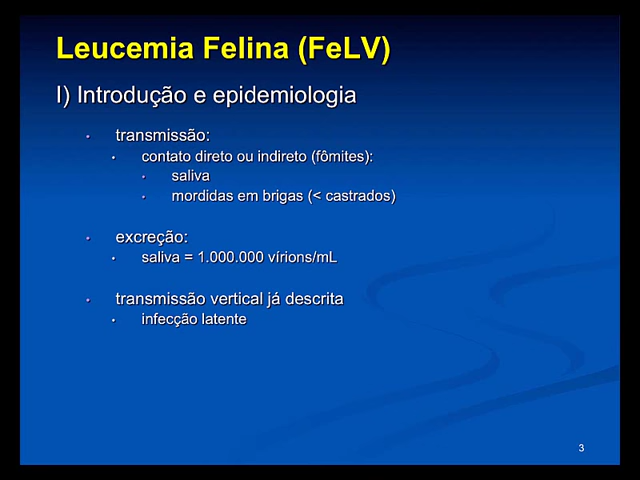 Leucemia Felina (FeLV)
I) Introdução e epidemiologia
• transmissão:
• contato direto ou indireto (fômites):
• saliva
• mordidas em brigas (< castrados)
• excreção:
• saliva = 1.000.000 vírions/mL
• transmissão vertical já descrita
• infecção latente
3